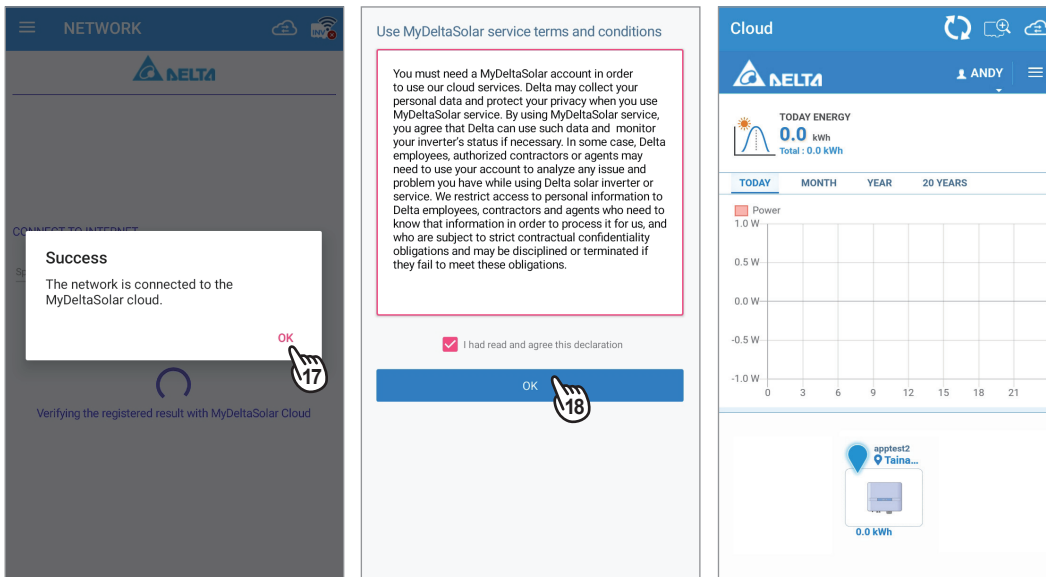 NETWORK
INV
DELTA
CONNECT TO INTERNET
Success
The network is connected to the
MyDeltaSolar cloud.
OK
17
Verifying the registered result with MyDeltaSolar Cloud
Use MyDeltaSolar service terms and conditions
You must need a MyDeltaSolar account in order
to use our cloud services. Delta may collect your
personal data and protect your privacy when you use
MyDeltaSolar service. By using MyDeltaSolar service,
you agree that Delta can use such data and monitor
your inverter's status if necessary. In some case, Delta
employees, authorized contractors or agents may
need to use your account to analyze any issue and
problem you have while using Delta solar inverter or
service. We restrict access to personal information to
Delta employees, contractors and agents who need to
know that information in order to process it for us, and
who are subject to strict contractual confidentiality
obligations and may be disciplined or terminated if
they fail to meet these obligations.
I had read and agree this declaration
OK
18
Cloud
DELTA
ANDY
TODAY ENERGY
0.0 kWh
Total : 0.0 kWh
TODAY MONTH YEAR 20 YEARS
Power
1.0 W
0.5 W
0.0 W
-0.5 W
-1.0 W
0 3 6 9 12 15 18 21
apptest2
Taina...
0.0 kWh